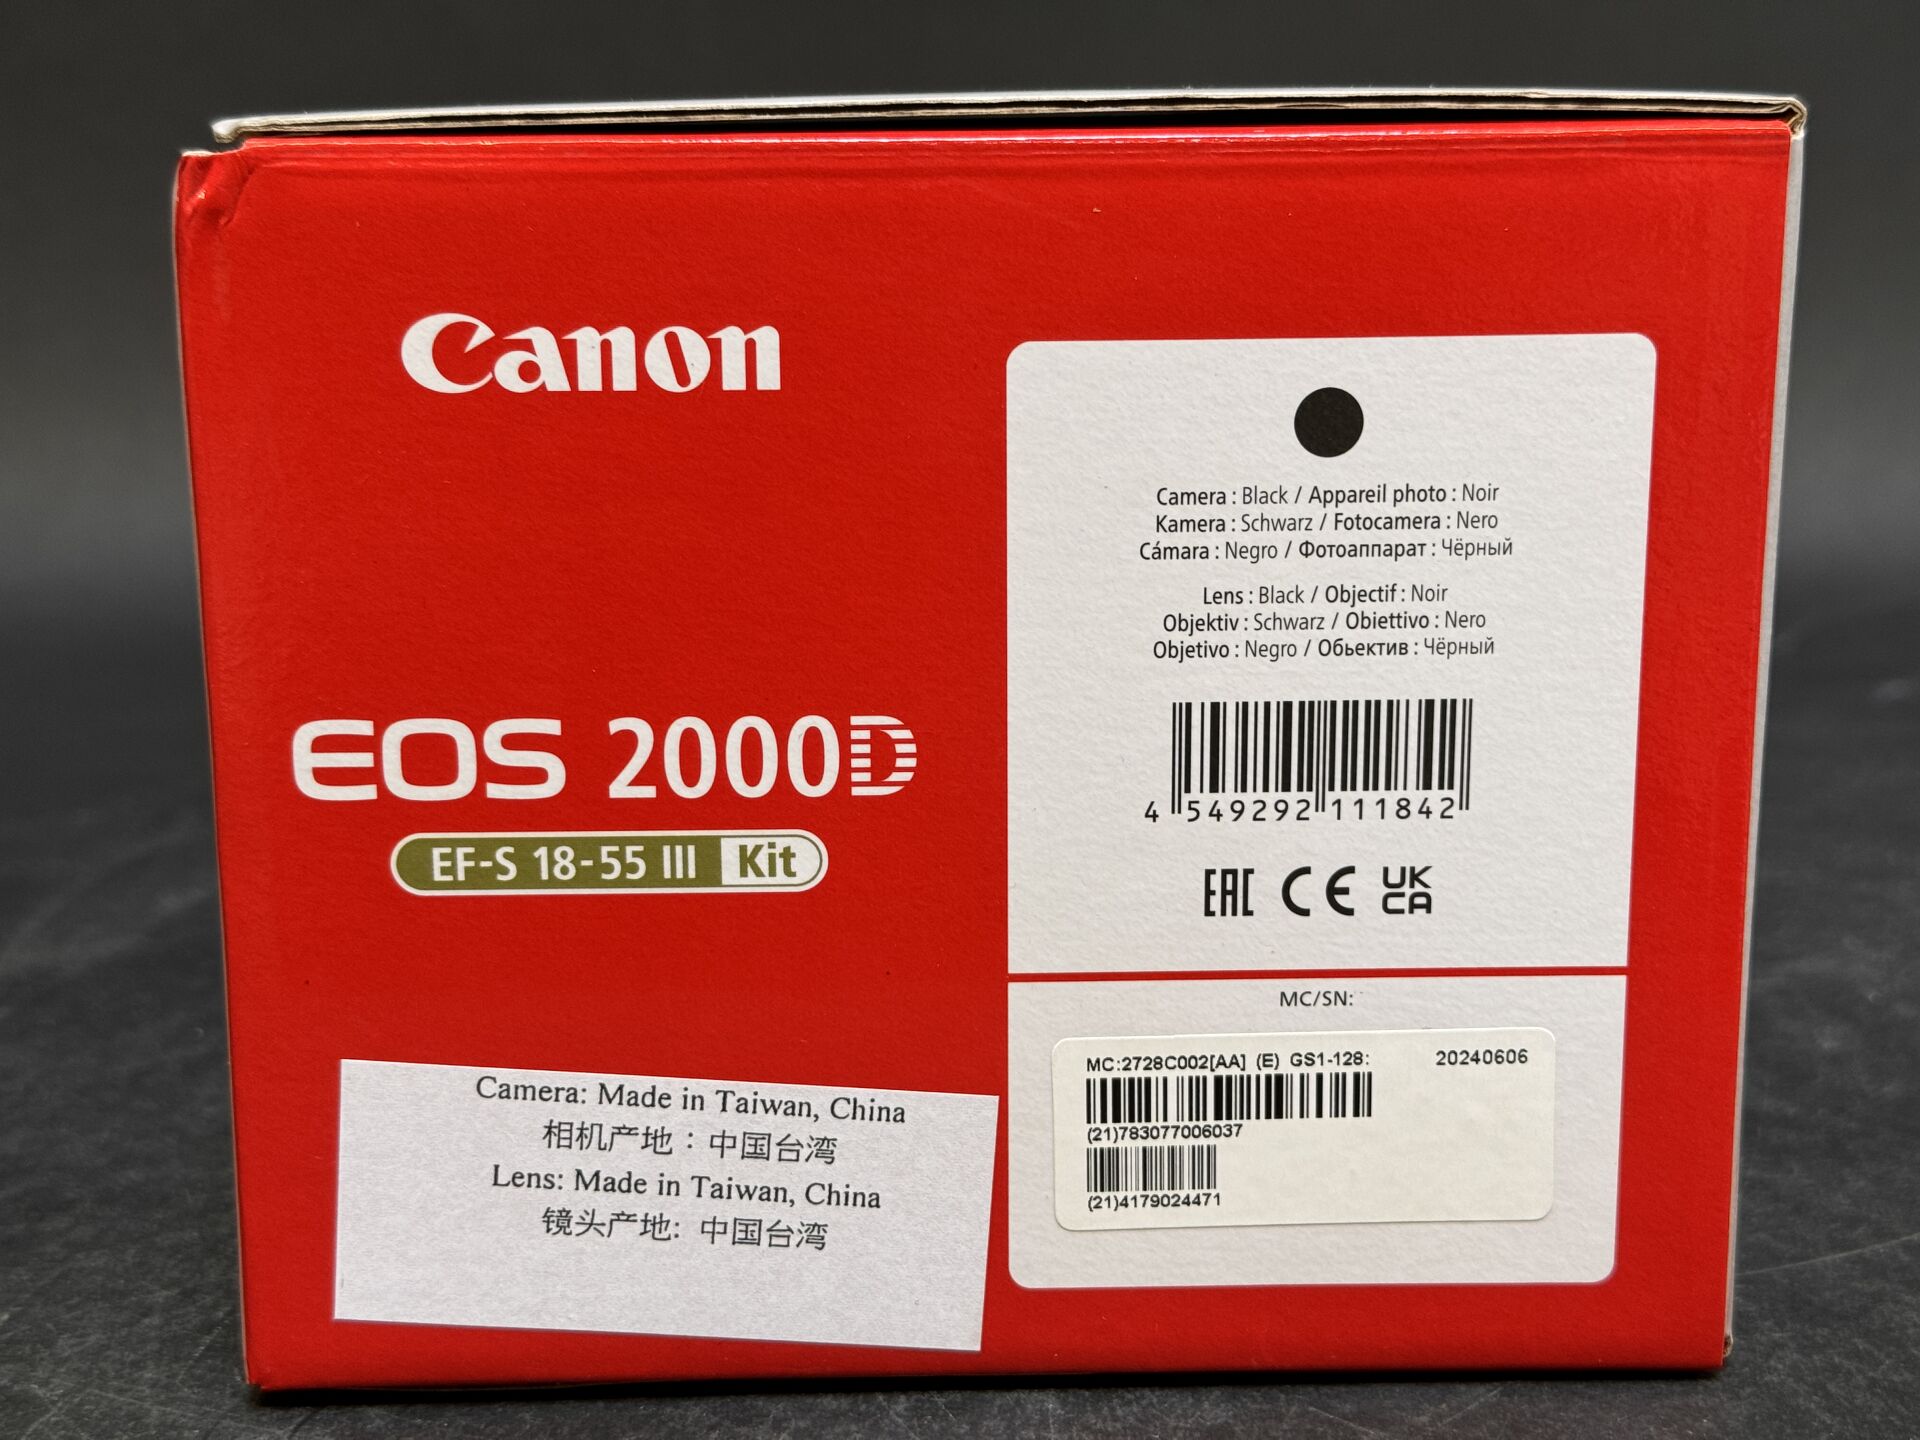 Canon
EOS 2000D
EF-S 18-55 III Kit
Camera: Made in Taiwan, China
相机产地：中国台湾
Lens: Made in Taiwan, China
镜头产地: 中国台湾
Camera : Black / Appareil photo : Noir
Kamera : Schwarz / Fotocamera : Nero
Cámara : Negro / Фотоаппарат : Чёрный
Lens : Black / Objectif : Noir
Objektiv : Schwarz / Obiettivo : Nero
Objetivo : Negro / Обьектив : Чёрный
4 549292 111842
EAC CE UK CA
MC/SN:
MC:2728C002[AA] (E) GS1-128: 20240606
(21)783077006037
(21)4179024471